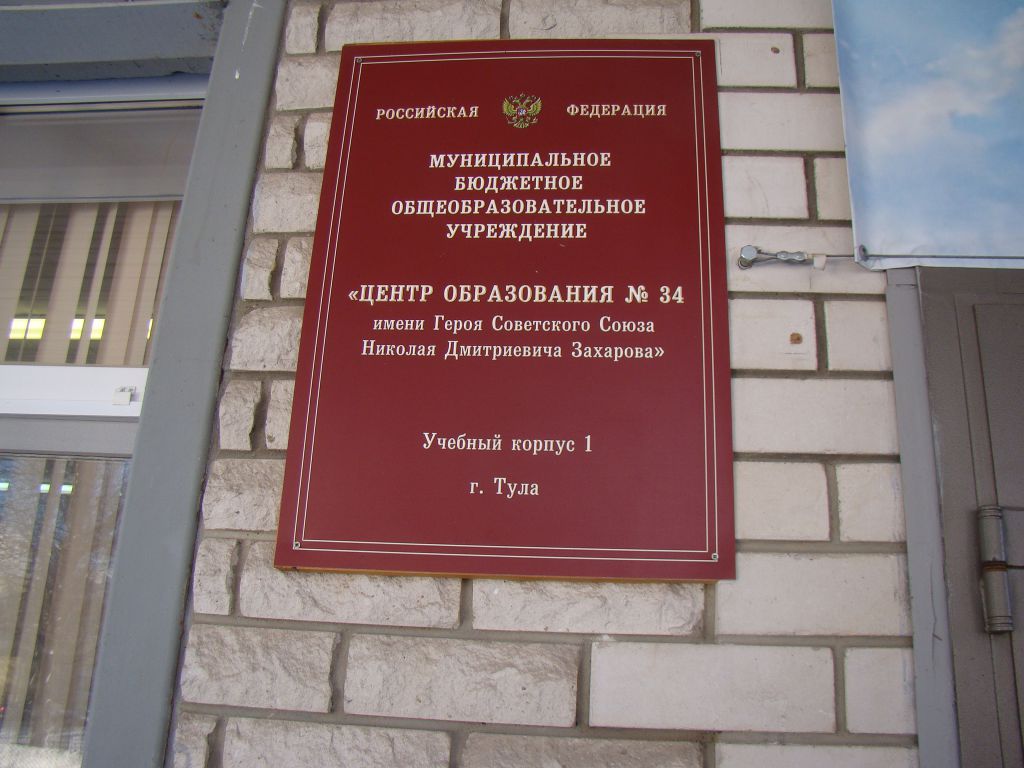 РОССИЙСКАЯ ФЕДЕРАЦИЯ
МУНИЦИПАЛЬНОЕ
БЮДЖЕТНОЕ
ОБЩЕОБРАЗОВАТЕЛЬНОЕ
УЧРЕЖДЕНИЕ
«ЦЕНТР ОБРАЗОВАНИЯ № 34
имени Героя Советского Союза
Николая Дмитриевича Захарова»
Учебный корпус 1
г. Тула